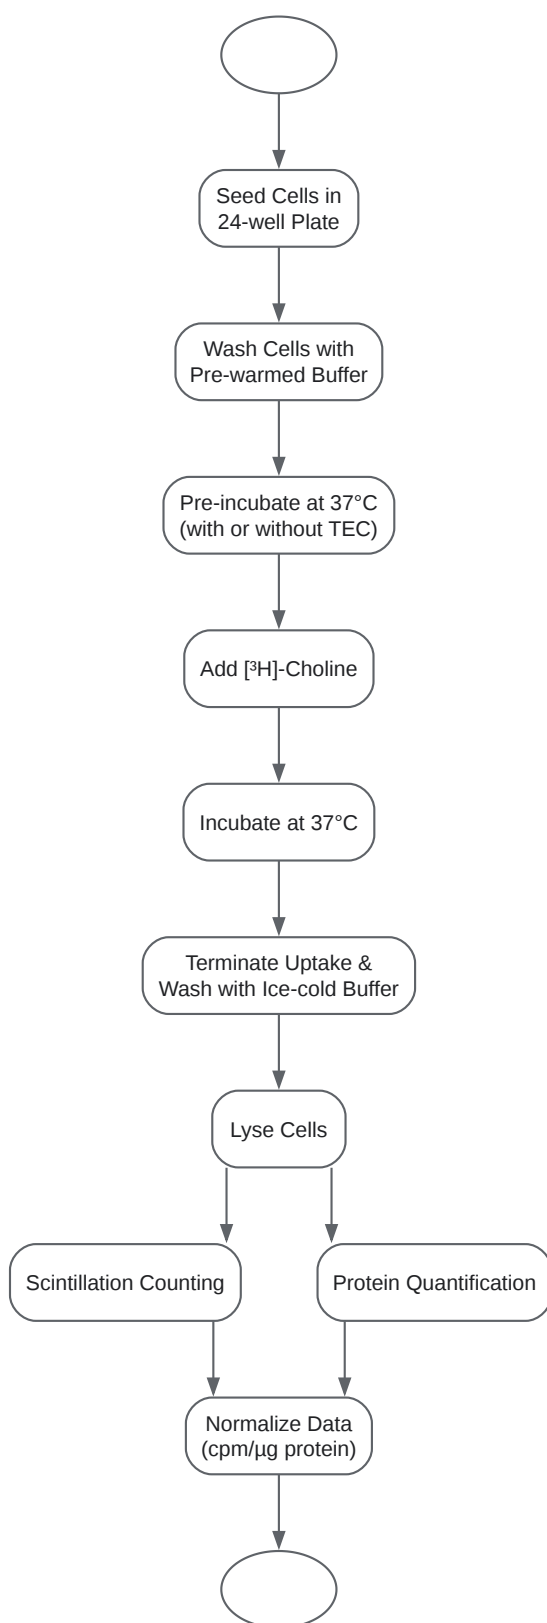 Seed Cells in
24-well Plate
Wash Cells with
Pre-warmed Buffer
Pre-incubate at 37°C
(with or without TEC)
Add [³H]-Choline
Incubate at 37°C
Terminate Uptake &
Wash with Ice-cold Buffer
Lyse Cells
Scintillation Counting
Protein Quantification
Normalize Data
(cpm/µg protein)